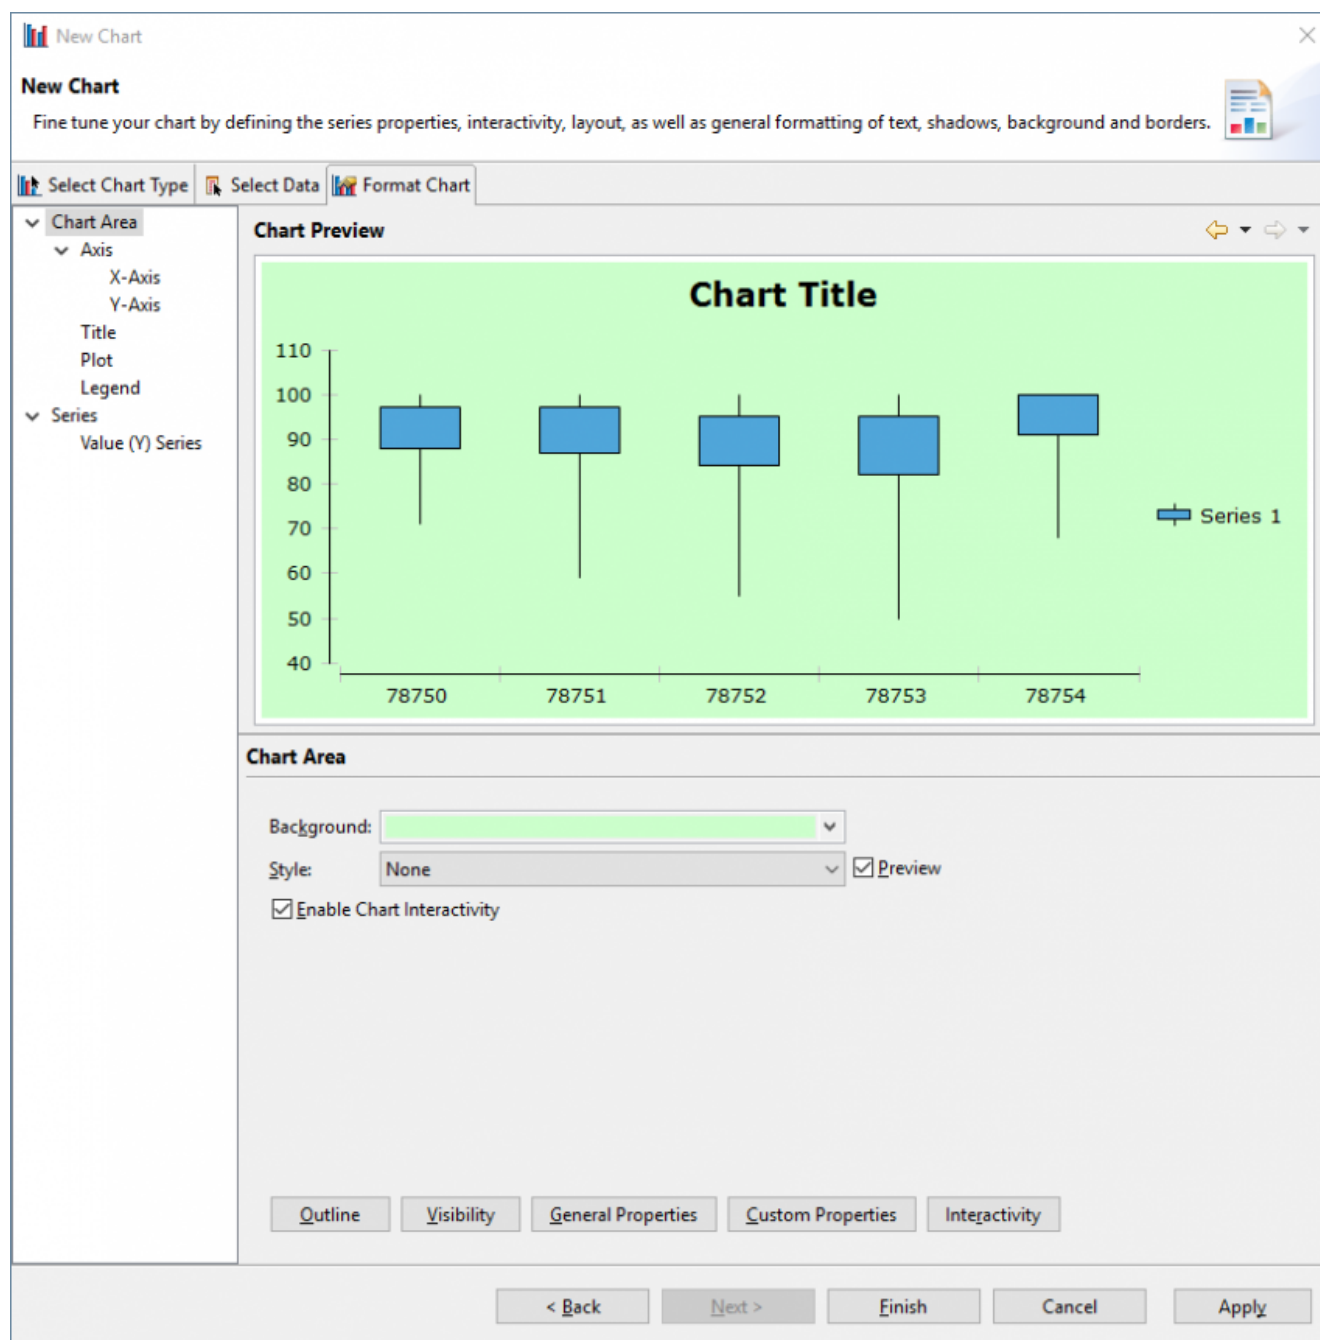 New Chart
New Chart
Fine tune your chart by defining the series properties, interactivity, layout, as well as general formatting of text, shadows, background and borders.
Select Chart Type
Select Data
Format Chart
Chart Area
Axis
X-Axis
Y-Axis
Title
Plot
Legend
Series
Value (Y) Series
Chart Preview
Chart Title
110
100
90
80
70
60
50
40
78750 78751 78752 78753 78754
Series 1
Chart Area
Background:
Style: None Preview
Enable Chart Interactivity
Outline Visibility General Properties Custom Properties Interactivity
< Back Next > Finish Cancel Apply